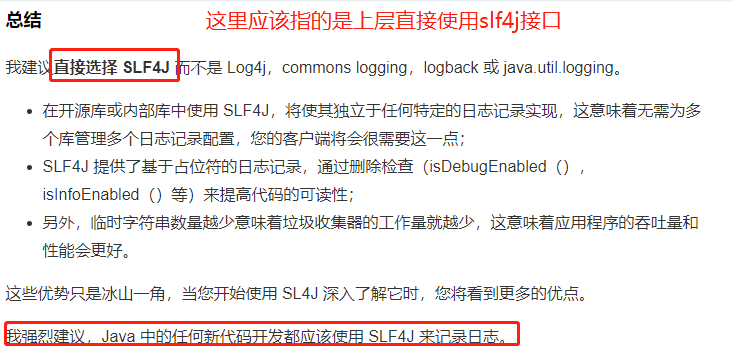 总结
这里应该指的是上层直接使用slf4j接口
我建议直接选择 SLF4J 而不是 Log4j，commons logging，logback 或 java.util.logging。
• 在开源库或内部库中使用 SLF4J，将使其独立于任何特定的日志记录实现，这意味着无需为多
个库管理多个日志记录配置，您的客户端将会很需要这一点；
• SLF4J 提供了基于占位符的日志记录，通过删除检查（isDebugEnabled（），
isInfoEnabled（）等）来提高代码的可读性；
• 另外，临时字符串数量越少意味着垃圾收集器的工作量就越少，这意味着应用程序的吞吐量和
性能会更好。
这些优势只是冰山一角，当您开始使用 SL4J 深入了解它时，您将看到更多的优点。
我强烈建议，Java 中的任何新代码开发都应该使用 SLF4J 来记录日志。